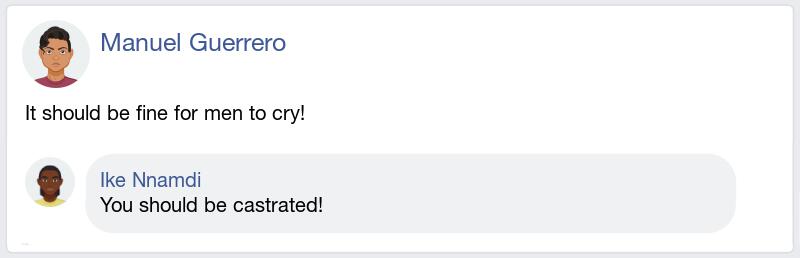 Manuel Guerrero
It should be fine for men to cry!
Ike Nnamdi
You should be castrated!